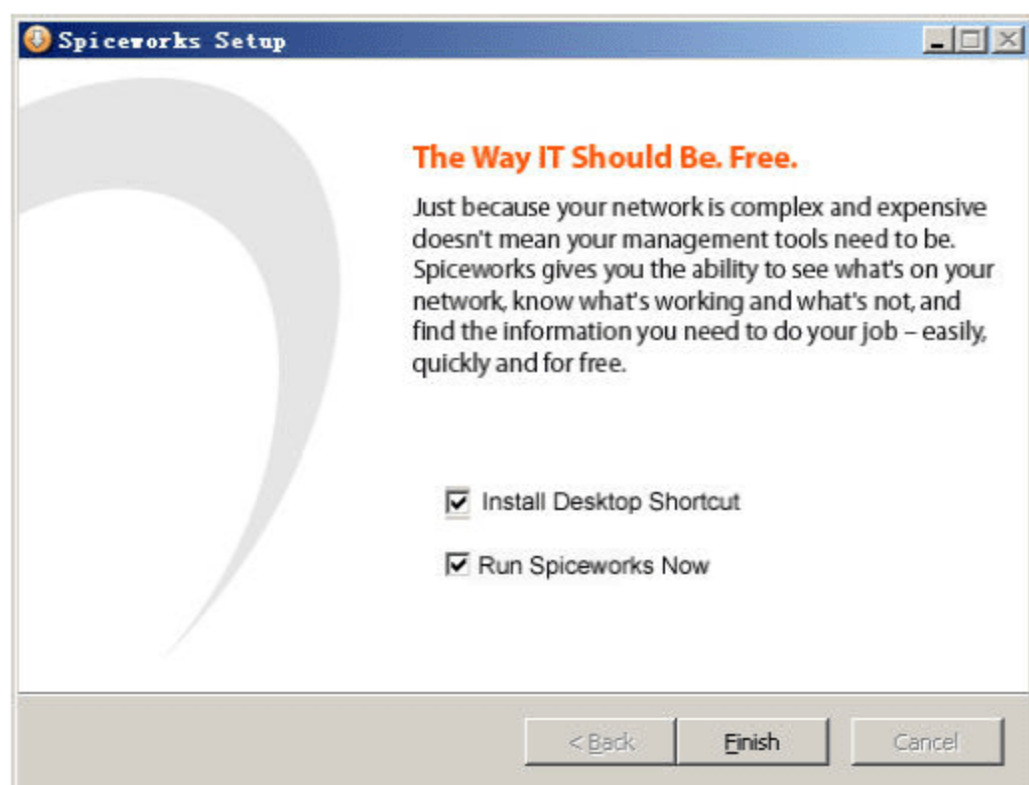 Spiceworks Setup
The Way IT Should Be. Free.
Just because your network is complex and expensive
doesn't mean your management tools need to be.
Spiceworks gives you the ability to see what's on your
network, know what's working and what's not, and
find the information you need to do your job – easily,
quickly and for free.
Install Desktop Shortcut
Run Spiceworks Now
< Back
Finish
Cancel